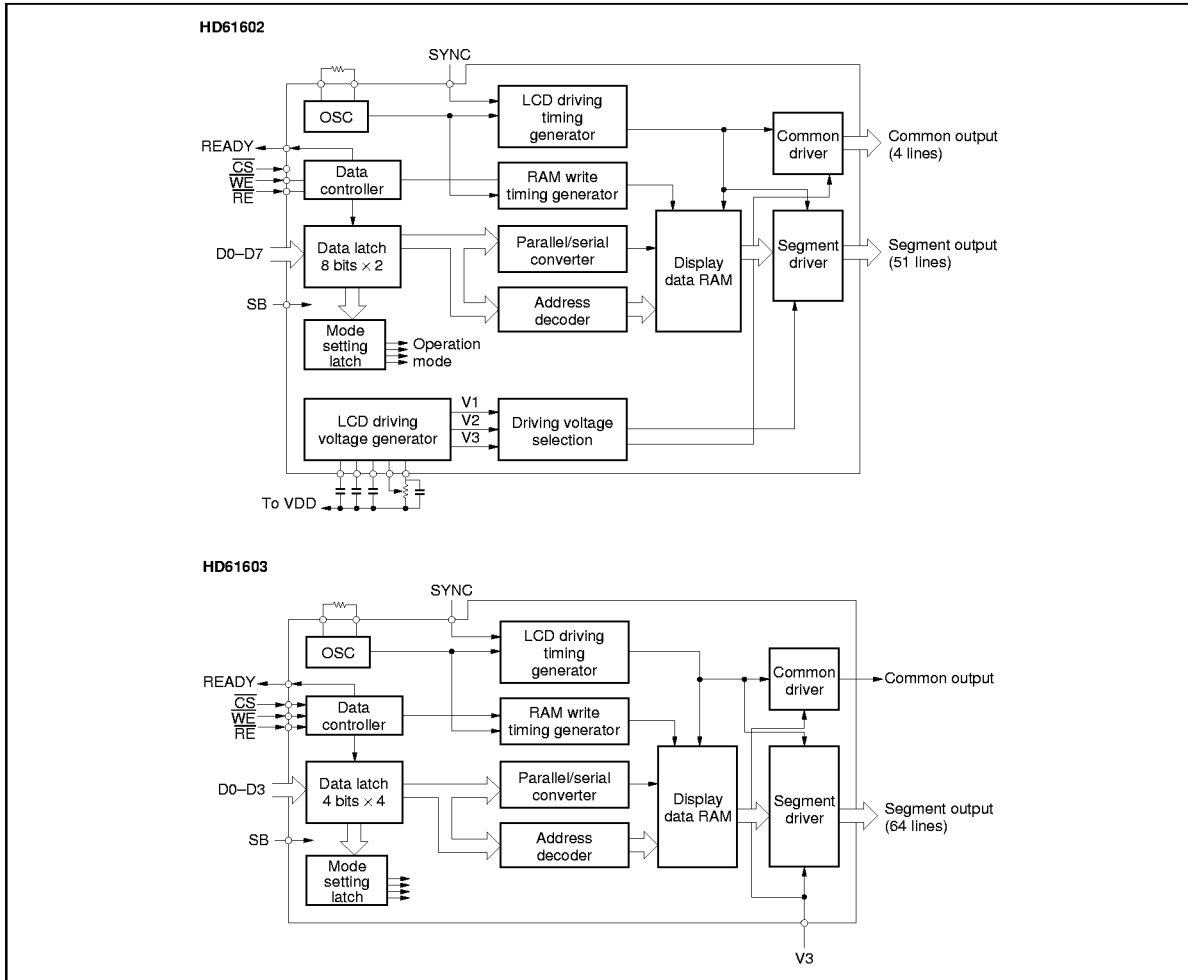 HD61602
SYNC
OSC
LCD driving
timing
generator
Common
driver
Common output
(4 lines)
READY
CS
WE
RE
Data
controller
RAM write
timing generator
D0–D7
Data latch
8 bits × 2
Parallel/serial
converter
Display
data RAM
Segment
driver
Segment output
(51 lines)
SB
Address
decoder
Mode
setting
latch
Operation
mode
LCD driving
voltage generator
V1
V2
V3
Driving voltage
selection
To VDD
HD61603
SYNC
OSC
LCD driving
timing
generator
Common
driver
Common output
READY
CS
WE
RE
Data
controller
RAM write
timing generator
D0–D3
Data latch
4 bits × 4
Parallel/serial
converter
Display
data RAM
Segment
driver
Segment output
(64 lines)
SB
Address
decoder
Mode
setting
latch
V3